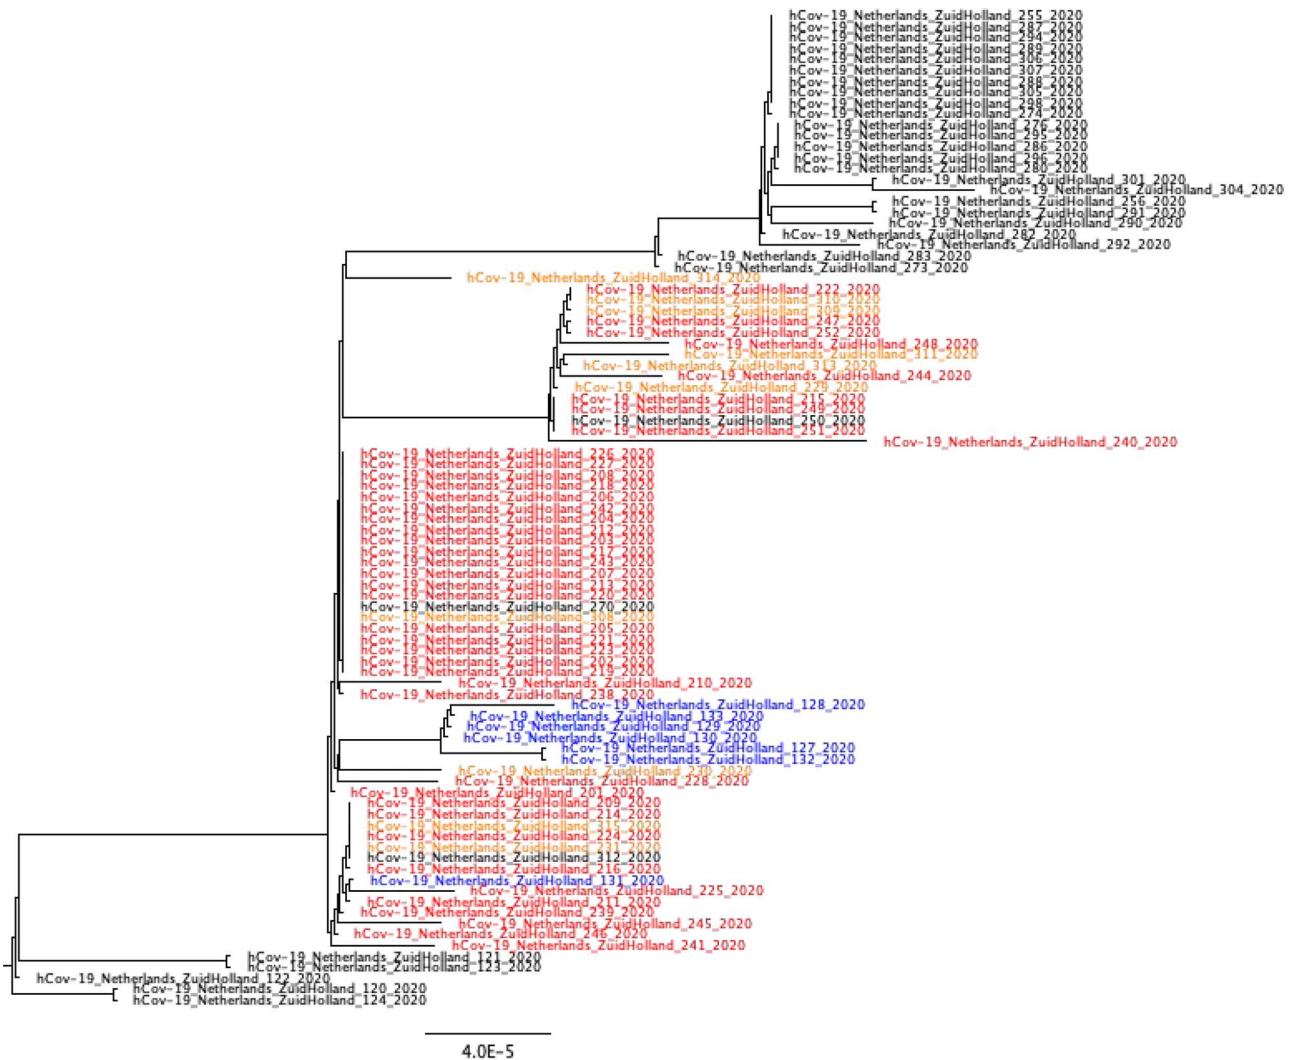 hCov-19_Netherlands_ZuidHolland_255_2020
hCov-19_Netherlands_ZuidHolland_287_2020
hCov-19_Netherlands_ZuidHolland_294_2020
hCov-19_Netherlands_ZuidHolland_289_2020
hCov-19_Netherlands_ZuidHolland_306_2020
hCov-19_Netherlands_ZuidHolland_307_2020
hCov-19_Netherlands_ZuidHolland_288_2020
hCov-19_Netherlands_ZuidHolland_305_2020
hCov-19_Netherlands_ZuidHolland_298_2020
hCov-19_Netherlands_ZuidHolland_274_2020
hCov-19_Netherlands_ZuidHolland_276_2020
hCov-19_Netherlands_ZuidHolland_295_2020
hCov-19_Netherlands_ZuidHolland_286_2020
hCov-19_Netherlands_ZuidHolland_296_2020
hCov-19_Netherlands_ZuidHolland_280_2020
hCov-19_Netherlands_ZuidHolland_301_2020
hCov-19_Netherlands_ZuidHolland_304_2020
hCov-19_Netherlands_ZuidHolland_256_2020
hCov-19_Netherlands_ZuidHolland_291_2020
hCov-19_Netherlands_ZuidHolland_290_2020
hCov-19_Netherlands_ZuidHolland_282_2020
hCov-19_Netherlands_ZuidHolland_292_2020
hCov-19_Netherlands_ZuidHolland_283_2020
hCov-19_Netherlands_ZuidHolland_273_2020
hCov-19_Netherlands_ZuidHolland_314_2020
hCov-19_Netherlands_ZuidHolland_222_2020
hCov-19_Netherlands_ZuidHolland_310_2020
hCov-19_Netherlands_ZuidHolland_309_2020
hCov-19_Netherlands_ZuidHolland_247_2020
hCov-19_Netherlands_ZuidHolland_252_2020
hCov-19_Netherlands_ZuidHolland_248_2020
hCov-19_Netherlands_ZuidHolland_311_2020
hCov-19_Netherlands_ZuidHolland_313_2020
hCov-19_Netherlands_ZuidHolland_244_2020
hCov-19_Netherlands_ZuidHolland_229_2020
hCov-19_Netherlands_ZuidHolland_215_2020
hCov-19_Netherlands_ZuidHolland_249_2020
hCov-19_Netherlands_ZuidHolland_250_2020
hCov-19_Netherlands_ZuidHolland_251_2020
hCov-19_Netherlands_ZuidHolland_240_2020
hCov-19_Netherlands_ZuidHolland_226_2020
hCov-19_Netherlands_ZuidHolland_227_2020
hCov-19_Netherlands_ZuidHolland_208_2020
hCov-19_Netherlands_ZuidHolland_218_2020
hCov-19_Netherlands_ZuidHolland_206_2020
hCov-19_Netherlands_ZuidHolland_242_2020
hCov-19_Netherlands_ZuidHolland_204_2020
hCov-19_Netherlands_ZuidHolland_212_2020
hCov-19_Netherlands_ZuidHolland_203_2020
hCov-19_Netherlands_ZuidHolland_217_2020
hCov-19_Netherlands_ZuidHolland_243_2020
hCov-19_Netherlands_ZuidHolland_207_2020
hCov-19_Netherlands_ZuidHolland_213_2020
hCov-19_Netherlands_ZuidHolland_220_2020
hCov-19_Netherlands_ZuidHolland_270_2020
hCov-19_Netherlands_ZuidHolland_308_2020
hCov-19_Netherlands_ZuidHolland_205_2020
hCov-19_Netherlands_ZuidHolland_221_2020
hCov-19_Netherlands_ZuidHolland_223_2020
hCov-19_Netherlands_ZuidHolland_202_2020
hCov-19_Netherlands_ZuidHolland_219_2020
hCov-19_Netherlands_ZuidHolland_210_2020
hCov-19_Netherlands_ZuidHolland_238_2020
hCov-19_Netherlands_ZuidHolland_128_2020
hCov-19_Netherlands_ZuidHolland_133_2020
hCov-19_Netherlands_ZuidHolland_129_2020
hCov-19_Netherlands_ZuidHolland_130_2020
hCov-19_Netherlands_ZuidHolland_127_2020
hCov-19_Netherlands_ZuidHolland_132_2020
hCov-19_Netherlands_ZuidHolland_230_2020
hCov-19_Netherlands_ZuidHolland_228_2020
hCov-19_Netherlands_ZuidHolland_201_2020
hCov-19_Netherlands_ZuidHolland_209_2020
hCov-19_Netherlands_ZuidHolland_214_2020
hCov-19_Netherlands_ZuidHolland_315_2020
hCov-19_Netherlands_ZuidHolland_224_2020
hCov-19_Netherlands_ZuidHolland_231_2020
hCov-19_Netherlands_ZuidHolland_312_2020
hCov-19_Netherlands_ZuidHolland_216_2020
hCov-19_Netherlands_ZuidHolland_131_2020
hCov-19_Netherlands_ZuidHolland_225_2020
hCov-19_Netherlands_ZuidHolland_211_2020
hCov-19_Netherlands_ZuidHolland_239_2020
hCov-19_Netherlands_ZuidHolland_245_2020
hCov-19_Netherlands_ZuidHolland_246_2020
hCov-19_Netherlands_ZuidHolland_241_2020
hCov-19_Netherlands_ZuidHolland_121_2020
hCov-19_Netherlands_ZuidHolland_123_2020
hCov-19_Netherlands_ZuidHolland_122_2020
hCov-19_Netherlands_ZuidHolland_120_2020
hCov-19_Netherlands_ZuidHolland_124_2020
4.0E-5